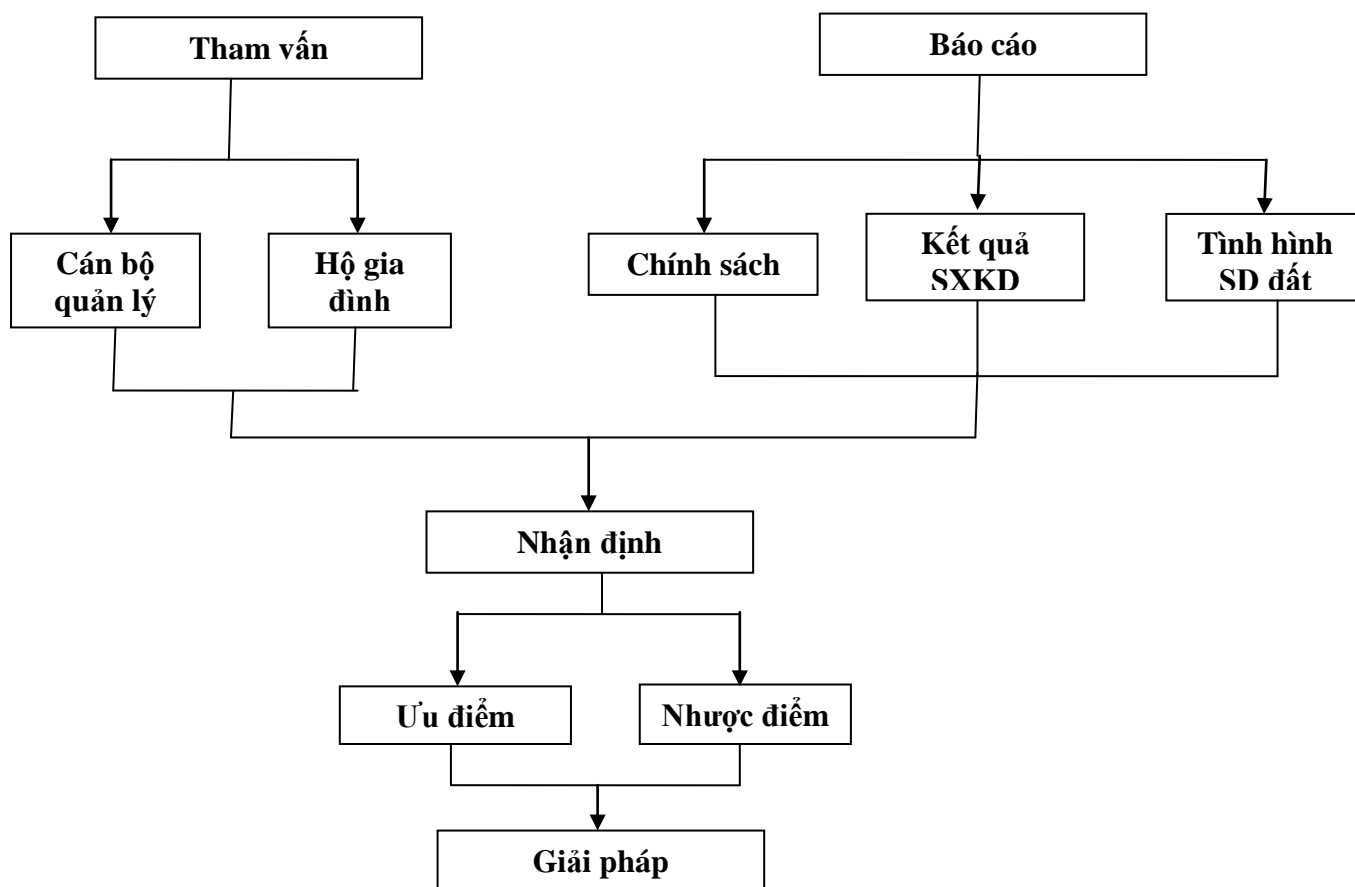 Tham vấn
Báo cáo
Cán bộ
quản lý
Hộ gia
đình
Chính sách
Kết quả
SXKD
Tình hình
SD đất
Nhận định
Ưu điểm
Nhược điểm
Giải pháp